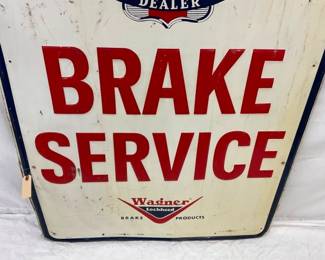 DEALER
BRAKE
SERVICE
Wagner
Lockheed
BRAKE PRODUCTS